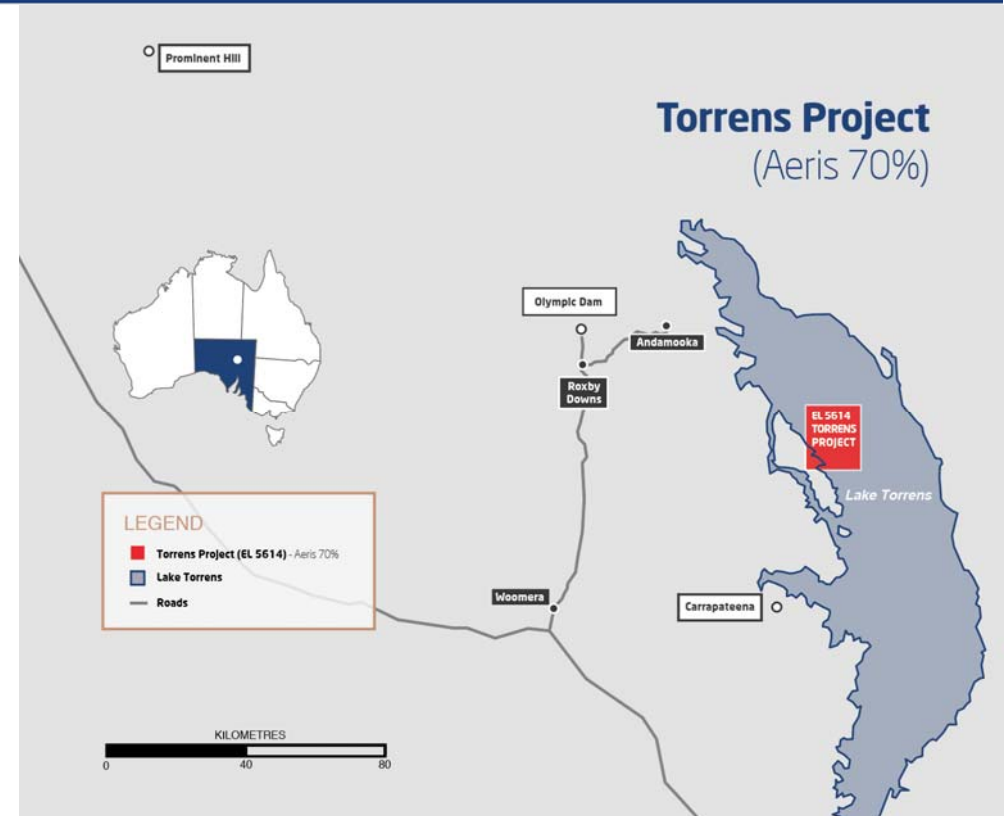 Prominent Hill
Torrens Project
(Aeris 70%)
Olympic Dam
Andamooka
Roxby
Downs
EL 5614
TORRENS
PROJECT
Lake Torrens
LEGEND
Torrens Project (EL 5614) - Aeris 70%
Lake Torrens
Roads
Woomera
Carrapateena
KILOMETRES
0 40 80